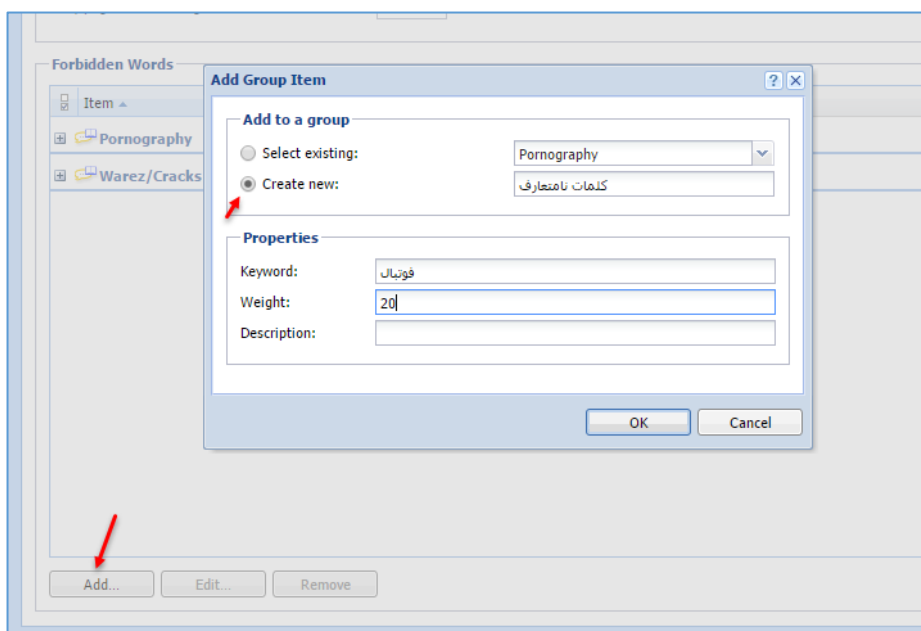 Forbidden Words
Item
Pornography
Warez/Cracks
Add Group Item
Add to a group
Select existing: Pornography
Create new: کلمات نامتعارف
Properties
Keyword: فوتبال
Weight: 20
Description:
OK Cancel
Add... Edit... Remove